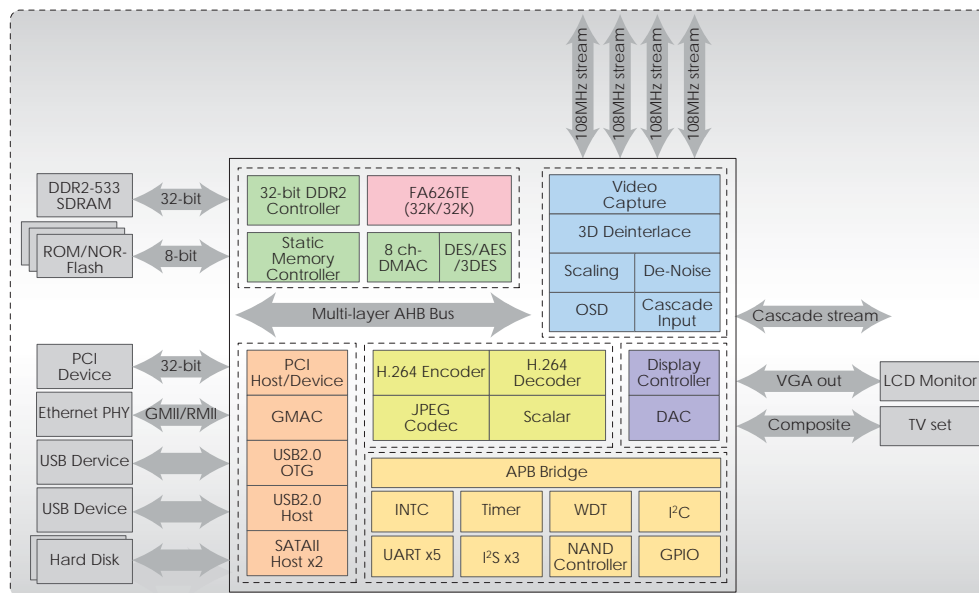 108MHz stream
108MHz stream
108MHz stream
108MHz stream
DDR2-533
SDRAM
32-bit
ROM/NOR-
Flash
8-bit
32-bit DDR2
Controller
FA626TE
(32K/32K)
Static
Memory
Controller
8 ch-
DMAC
DES/AES
/3DES
Video
Capture
3D Deinterlace
Scaling
De-Noise
OSD
Cascade
Input
Multi-layer AHB Bus
Cascade stream
PCI
Device
32-bit
Ethernet PHY
GMII/RMII
USB Dervice
USB Device
Hard Disk
PCI
Host/Device
GMAC
USB2.0
OTG
USB2.0
Host
SATAII
Host x2
H.264 Encoder
H.264
Decoder
JPEG
Codec
Scalar
Display
Controller
DAC
VGA out
LCD Monitor
Composite
TV set
APB Bridge
INTC
Timer
WDT
I²C
UART x5
I²S x3
NAND
Controller
GPIO